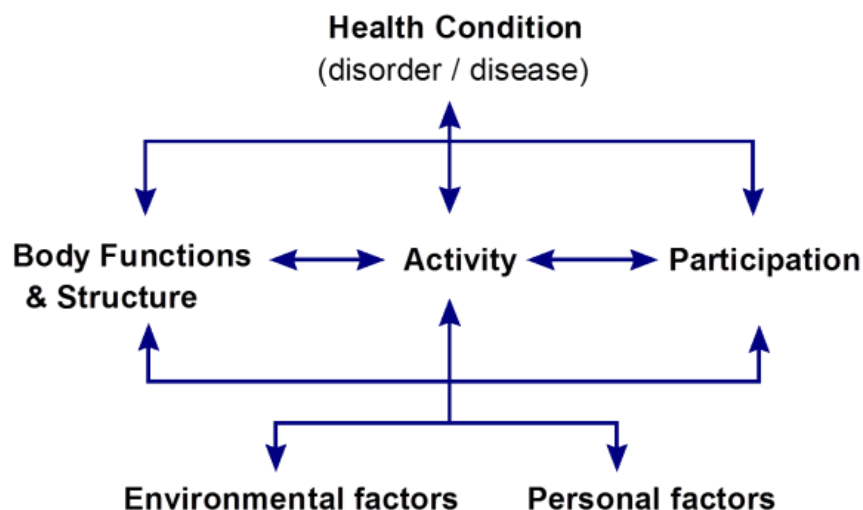 Health Condition
(disorder / disease)
Body Functions
& Structure
Activity
Participation
Environmental factors
Personal factors